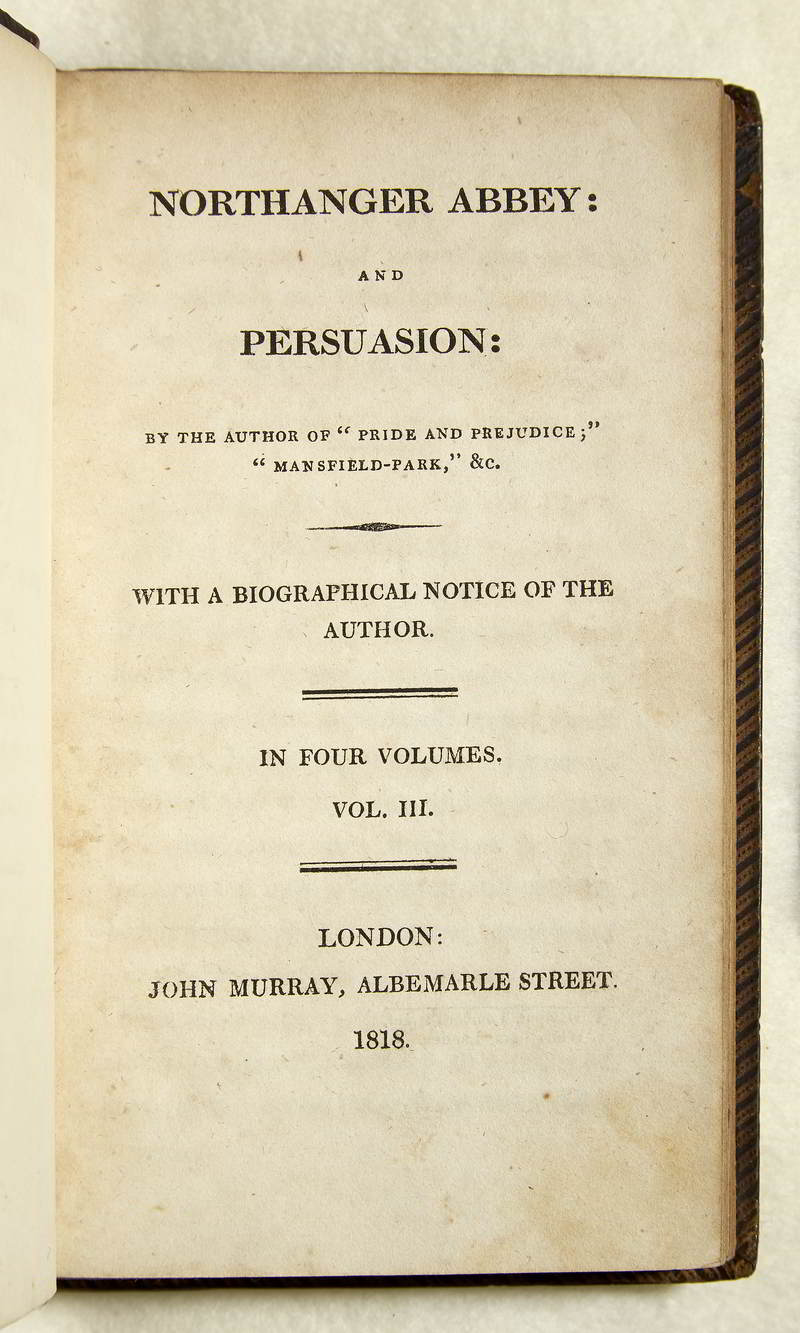 NORTHANGER ABBEY:
AND
PERSUASION:
BY THE AUTHOR OF “ PRIDE AND PREJUDICE ;”
“ MANSFIELD-PARK,” &C.
WITH A BIOGRAPHICAL NOTICE OF THE
AUTHOR.
IN FOUR VOLUMES.
VOL. III.
LONDON:
JOHN MURRAY, ALBEMARLE STREET.
1818.